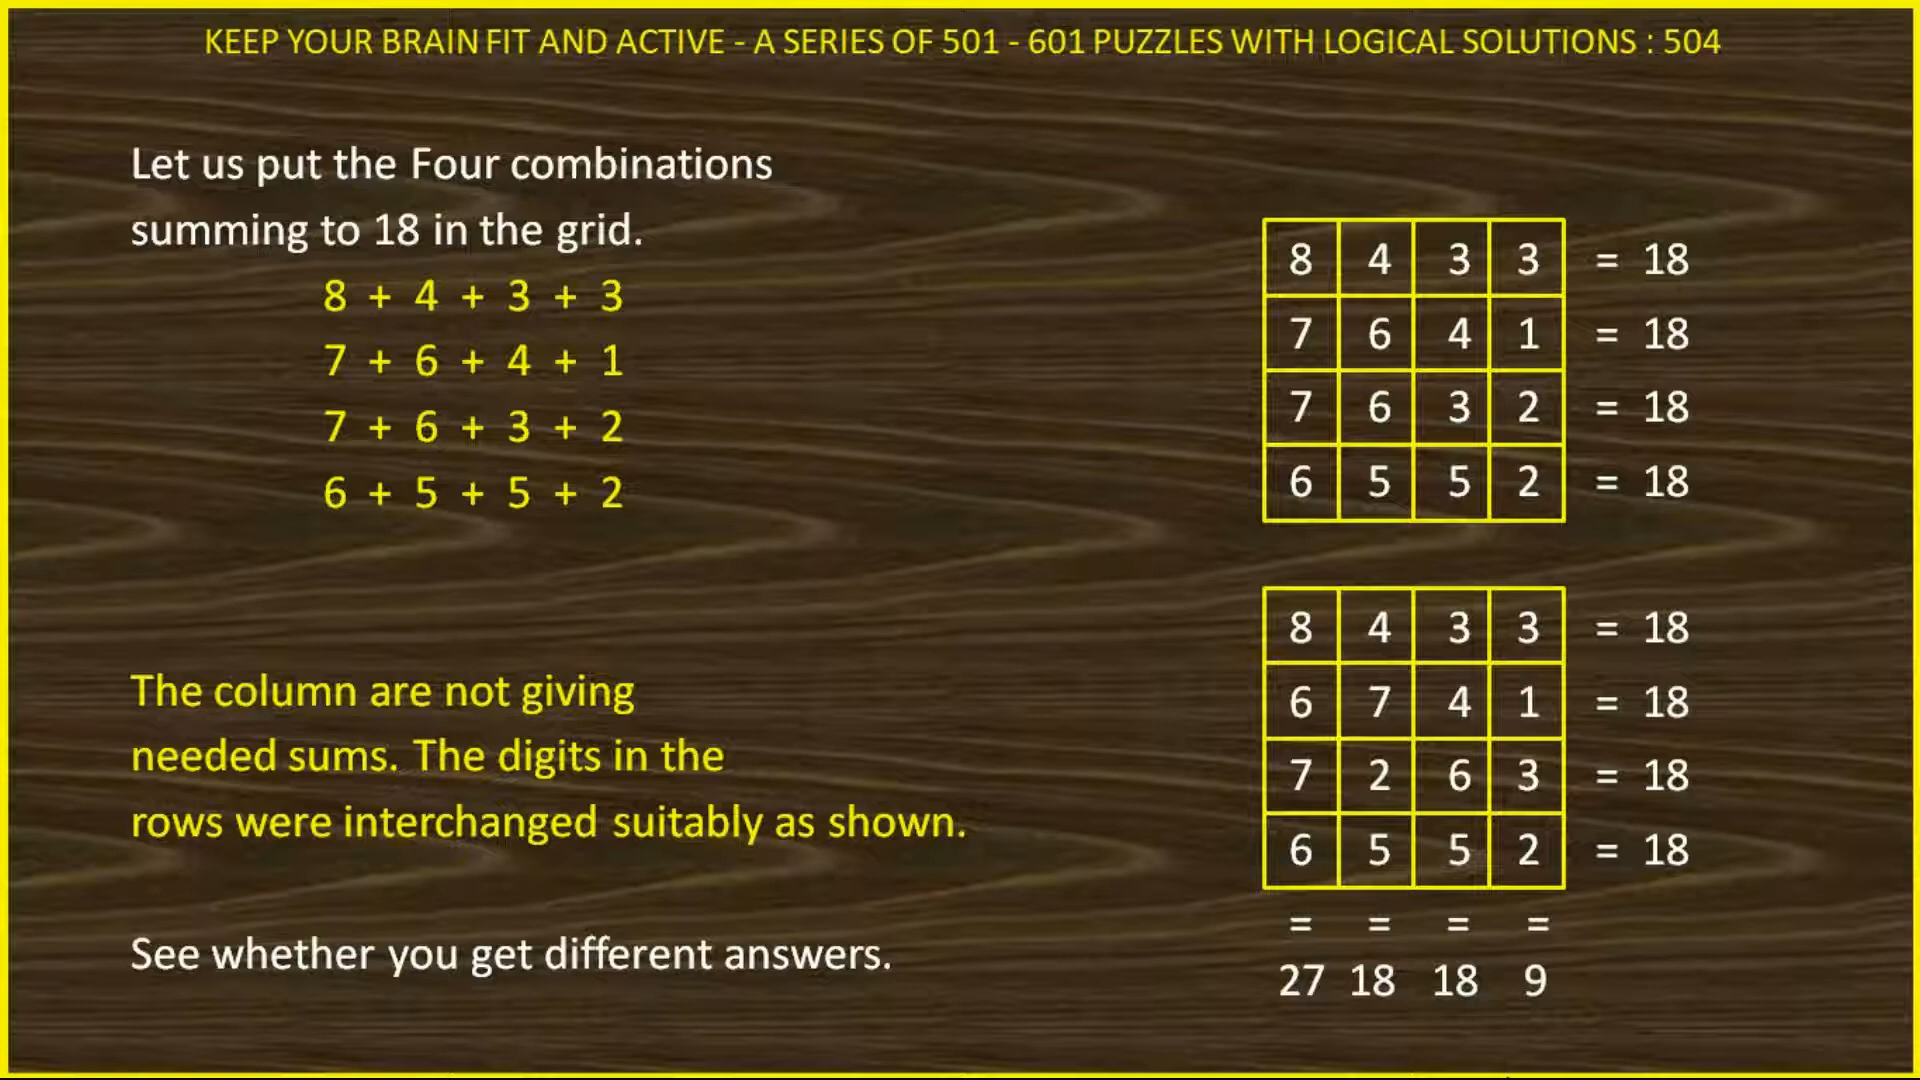 KEEP YOUR BRAIN FIT AND ACTIVE - A SERIES OF 501 - 601 PUZZLES WITH LOGICAL SOLUTIONS : 504
Let us put the Four combinations
summing to 18 in the grid.
8 + 4 + 3 + 3
7 + 6 + 4 + 1
7 + 6 + 3 + 2
6 + 5 + 5 + 2
8 4 3 3 = 18
7 6 4 1 = 18
7 6 3 2 = 18
6 5 5 2 = 18
The column are not giving
needed sums. The digits in the
rows were interchanged suitably as shown.
See whether you get different answers.
8 4 3 3 = 18
6 7 4 1 = 18
7 2 6 3 = 18
6 5 5 2 = 18
= = = =
27 18 18 9